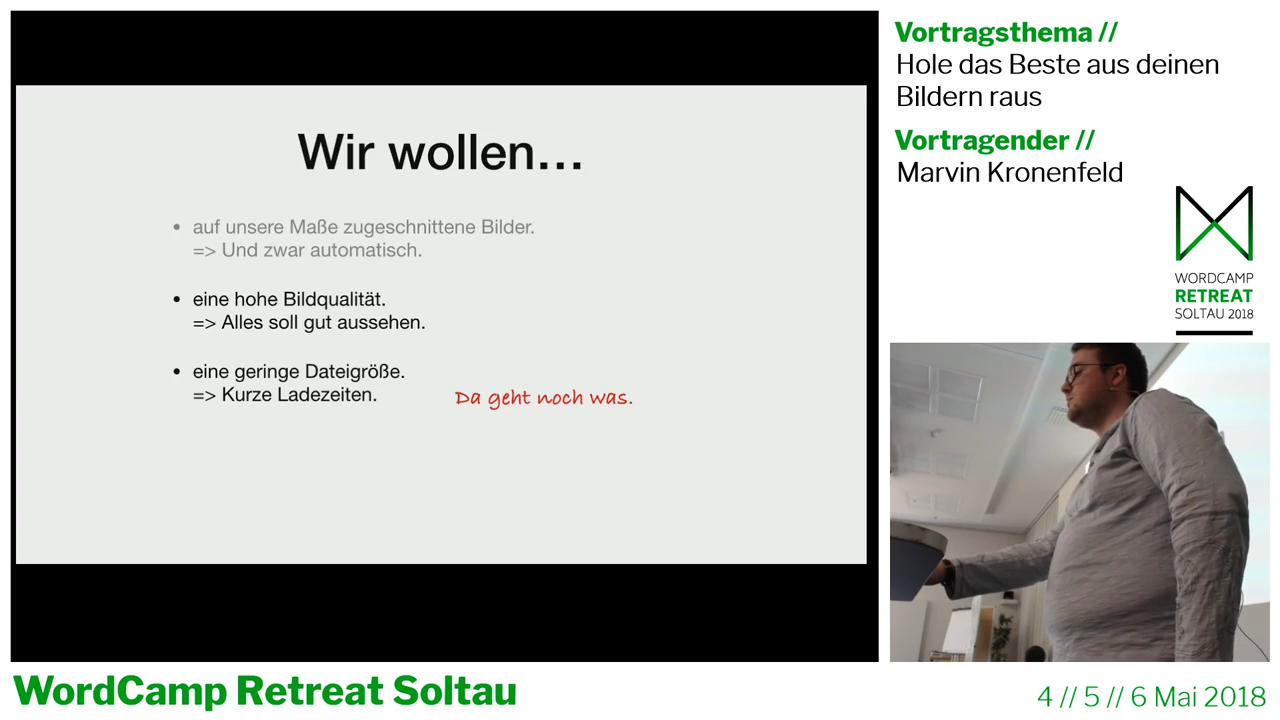 Wir wollen...
• auf unsere Maße zugeschnittene Bilder.
=> Und zwar automatisch.
• eine hohe Bildqualität.
=> Alles soll gut aussehen.
• eine geringe Dateigröße.
=> Kurze Ladezeiten.
Da geht noch was.
Vortragsthema //
Hole das Beste aus deinen
Bildern raus
Vortragender //
Marvin Kronenfeld
WORDCAMP
RETREAT
SOLTAU 2018
WordCamp Retreat Soltau
4 // 5 // 6 Mai 2018